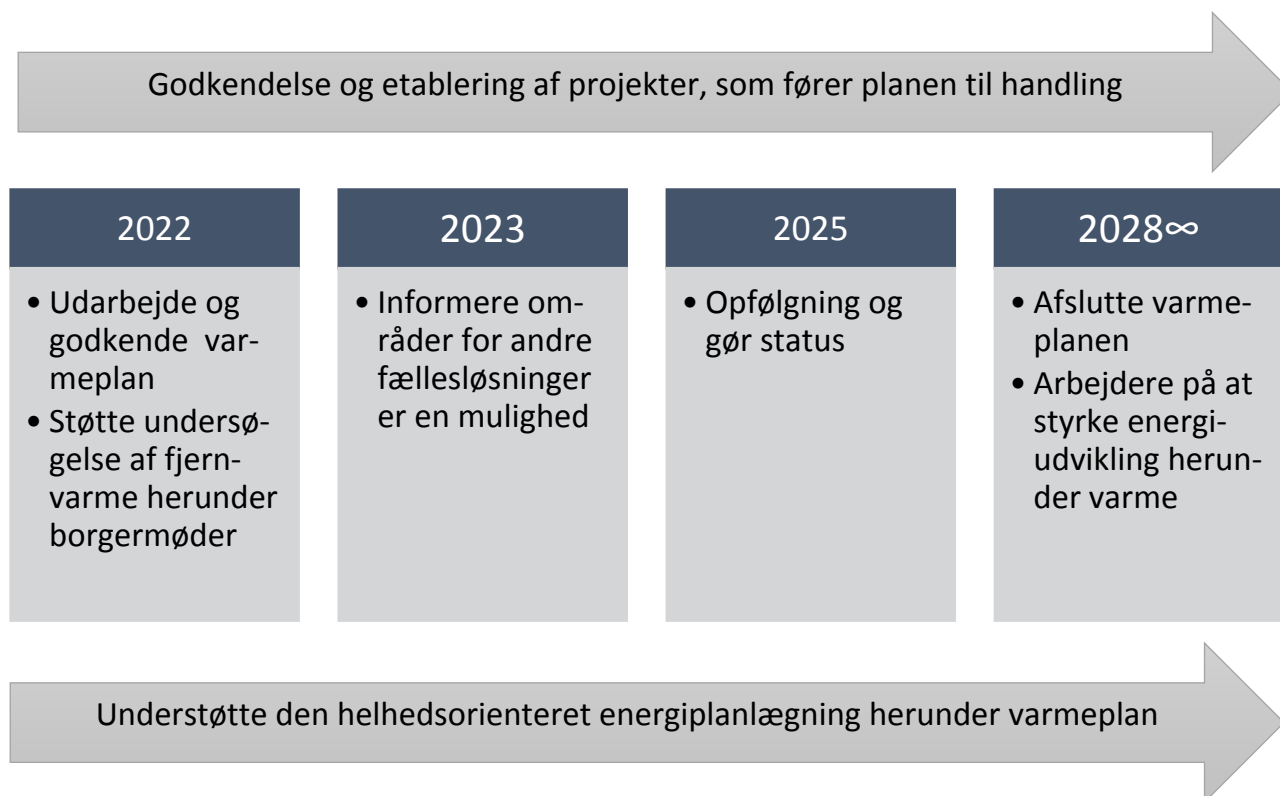 Godkendelse og etablering af projekter, som fører planen til handling
2022
• Udarbejde og
godkende var-
meplan
• Støtte undersø-
gelse af fjern-
varme herunder
borgermøder
2023
• Informere om-
råder for andre
fællesløsninger
er en mulighed
2025
• Opfølgning og
gør status
2028∞
• Afslutte varme-
planen
• Arbejdere på at
styrke energi-
udvikling herun-
der varme
Understøtte den helhedsorienteret energiplanlægning herunder varmeplan